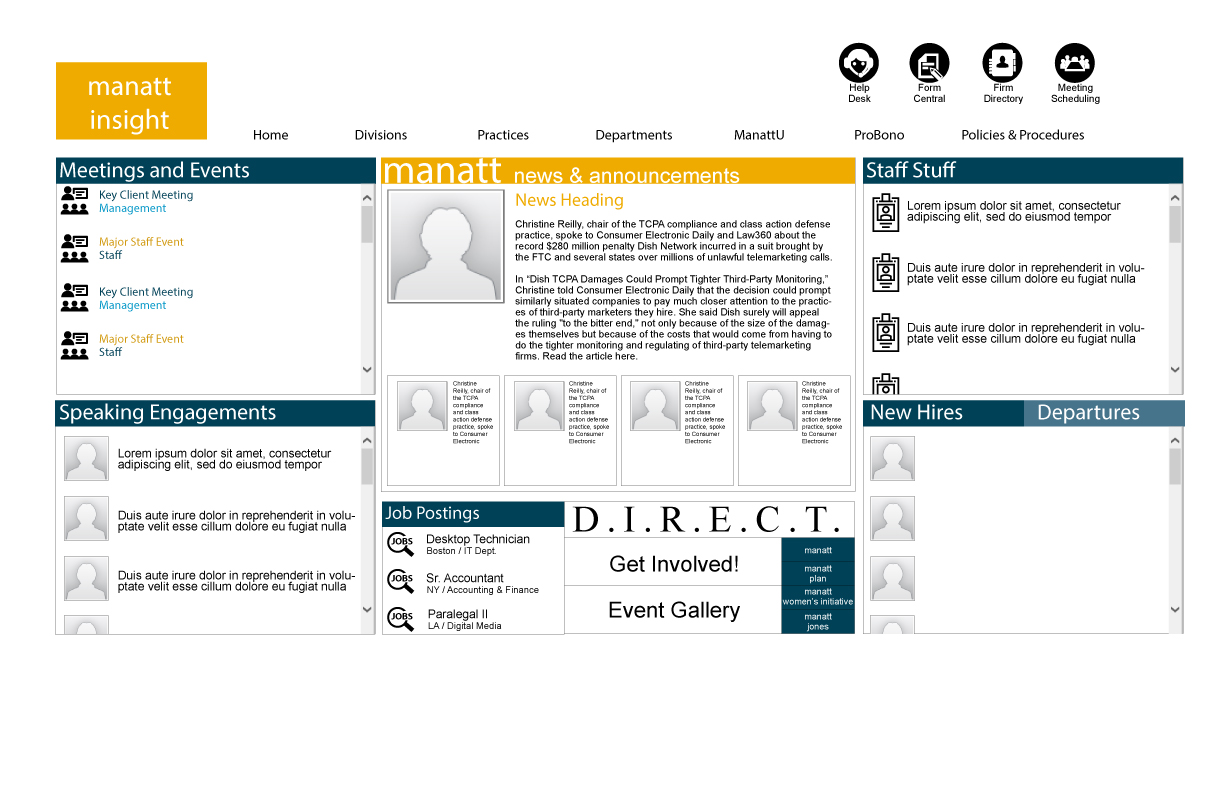 manatt
insight
Help
Desk
Form
Central
Firm
Directory
Meeting
Scheduling
Home
Divisions
Practices
Departments
ManattU
ProBono
Policies & Procedures
Meetings and Events
Key Client Meeting
Management
Major Staff Event
Staff
Key Client Meeting
Management
Major Staff Event
Staff
Speaking Engagements
Lorem ipsum dolor sit amet, consectetur
adipiscing elit, sed do eiusmod tempor
Duis aute irure dolor in reprehenderit in volu-
ptate velit esse cillum dolore eu fugiat nulla
Duis aute irure dolor in reprehenderit in volu-
ptate velit esse cillum dolore eu fugiat nulla
manatt news & announcements
News Heading
Christine Reilly, chair of the TCPA compliance and class action defense
practice, spoke to Consumer Electronic Daily and Law360 about the
record $280 million penalty Dish Network incurred in a suit brought by
the FTC and several states over millions of unlawful telemarketing calls.
In “Dish TCPA Damages Could Prompt Tighter Third-Party Monitoring,”
Christine told Consumer Electronic Daily that the decision could prompt
similarly situated companies to pay much closer attention to the practic-
es of third-party marketers they hire. She said Dish surely will appeal
the ruling "to the bitter end," not only because of the size of the damag-
es themselves but because of the costs that would come from having to
do the tighter monitoring and regulating of third-party telemarketing
firms. Read the article here.
Christine
Reilly, chair of
the TCPA
compliance
and class
action defense
practice, spoke
to Consumer
Electronic
Christine
Reilly, chair of
the TCPA
compliance
and class
action defense
practice, spoke
to Consumer
Electronic
Christine
Reilly, chair of
the TCPA
compliance
and class
action defense
practice, spoke
to Consumer
Electronic
Christine
Reilly, chair of
the TCPA
compliance
and class
action defense
practice, spoke
to Consumer
Electronic
Job Postings
JOBS
Desktop Technician
Boston / IT Dept.
JOBS
Sr. Accountant
NY / Accounting & Finance
JOBS
Paralegal II
LA / Digital Media
D.I.R.E.C.T.
Get Involved!
Event Gallery
manatt
manatt
plan
manatt
women's initiative
manatt
jones
Staff Stuff
Lorem ipsum dolor sit amet, consectetur
adipiscing elit, sed do eiusmod tempor
Duis aute irure dolor in reprehenderit in volu-
ptate velit esse cillum dolore eu fugiat nulla
Duis aute irure dolor in reprehenderit in volu-
ptate velit esse cillum dolore eu fugiat nulla
New Hires
Departures